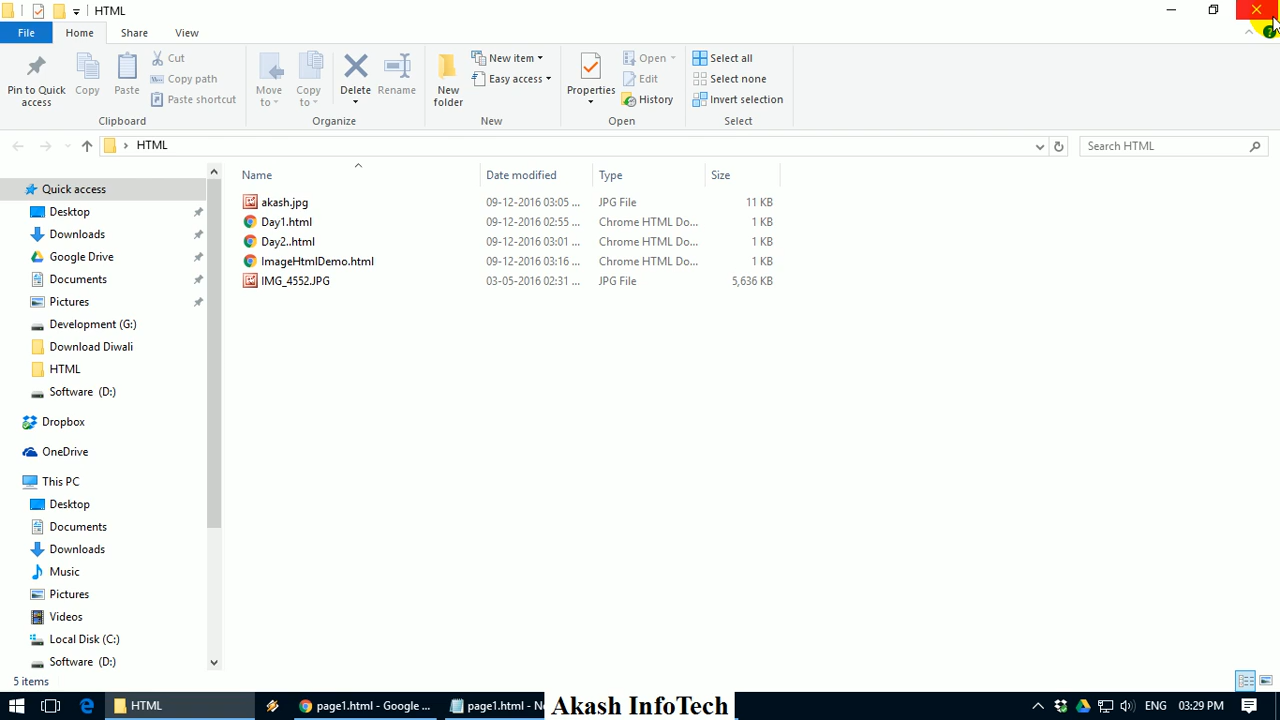 HTML
File Home Share View
Pin to Quick access
Copy
Paste
Cut
Copy path
Paste shortcut
Clipboard
Move to
Copy to
Delete
Rename
Organize
New folder
New item
Easy access
New
Properties
Open
Edit
History
Open
Select all
Select none
Invert selection
Select
HTML
Search HTML
Name Date modified Type Size
akash.jpg 09-12-2016 03:05 ... JPG File 11 KB
Day1.html 09-12-2016 02:55 ... Chrome HTML Do... 1 KB
Day2..html 09-12-2016 03:01 ... Chrome HTML Do... 1 KB
ImageHtmlDemo.html 09-12-2016 03:16 ... Chrome HTML Do... 1 KB
IMG_4552.JPG 03-05-2016 02:31 ... JPG File 5,636 KB
Quick access
Desktop
Downloads
Google Drive
Documents
Pictures
Development (G:)
Download Diwali
HTML
Software (D:)
Dropbox
OneDrive
This PC
Desktop
Documents
Downloads
Music
Pictures
Videos
Local Disk (C:)
Software (D:)
5 items
HTML page1.html - Google ... page1.html - N Akash InfoTech ENG 03:29 PM